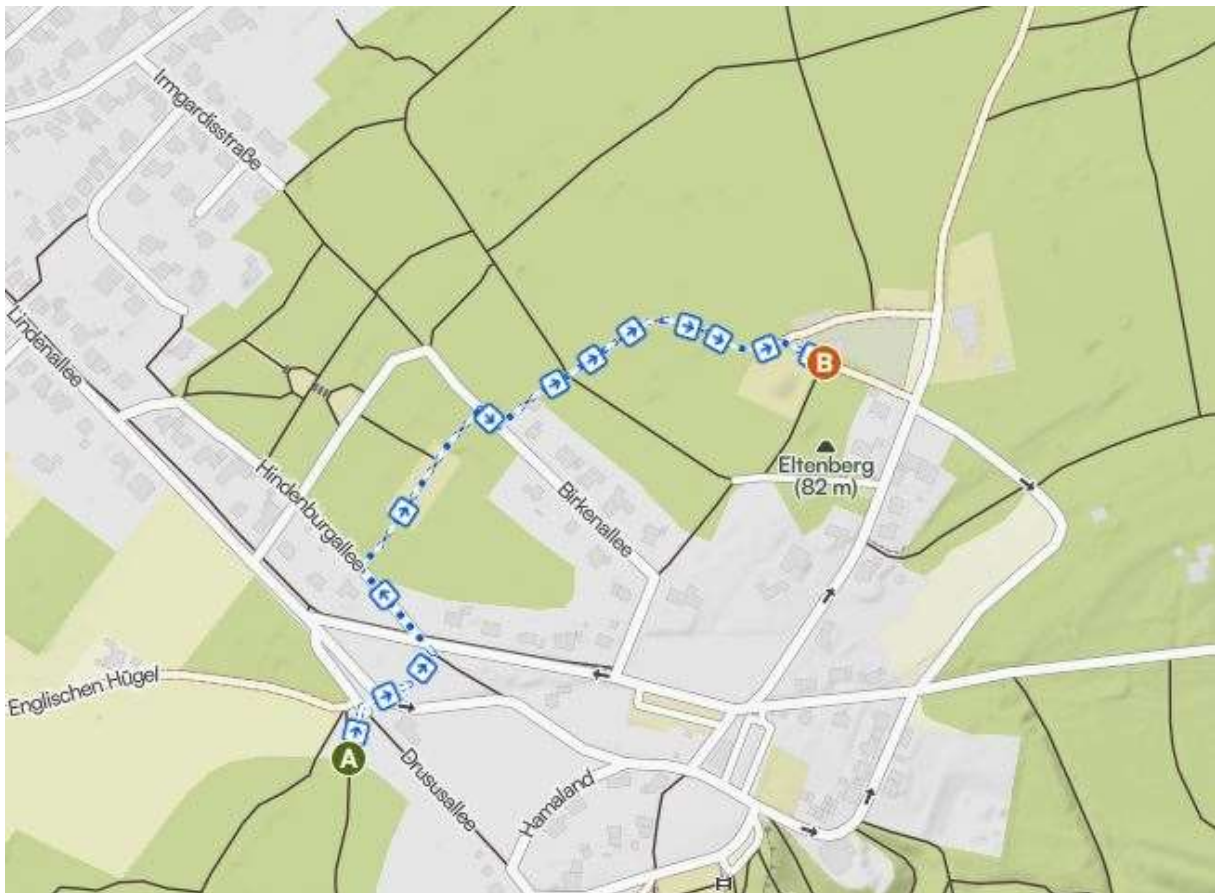 Irmgardisstraße
Lindenallee
Hindenburgallee
Birkenallee
B
Eltenberg
(82 m)
Englischen Hügel
A
Drususallee
Hamaland